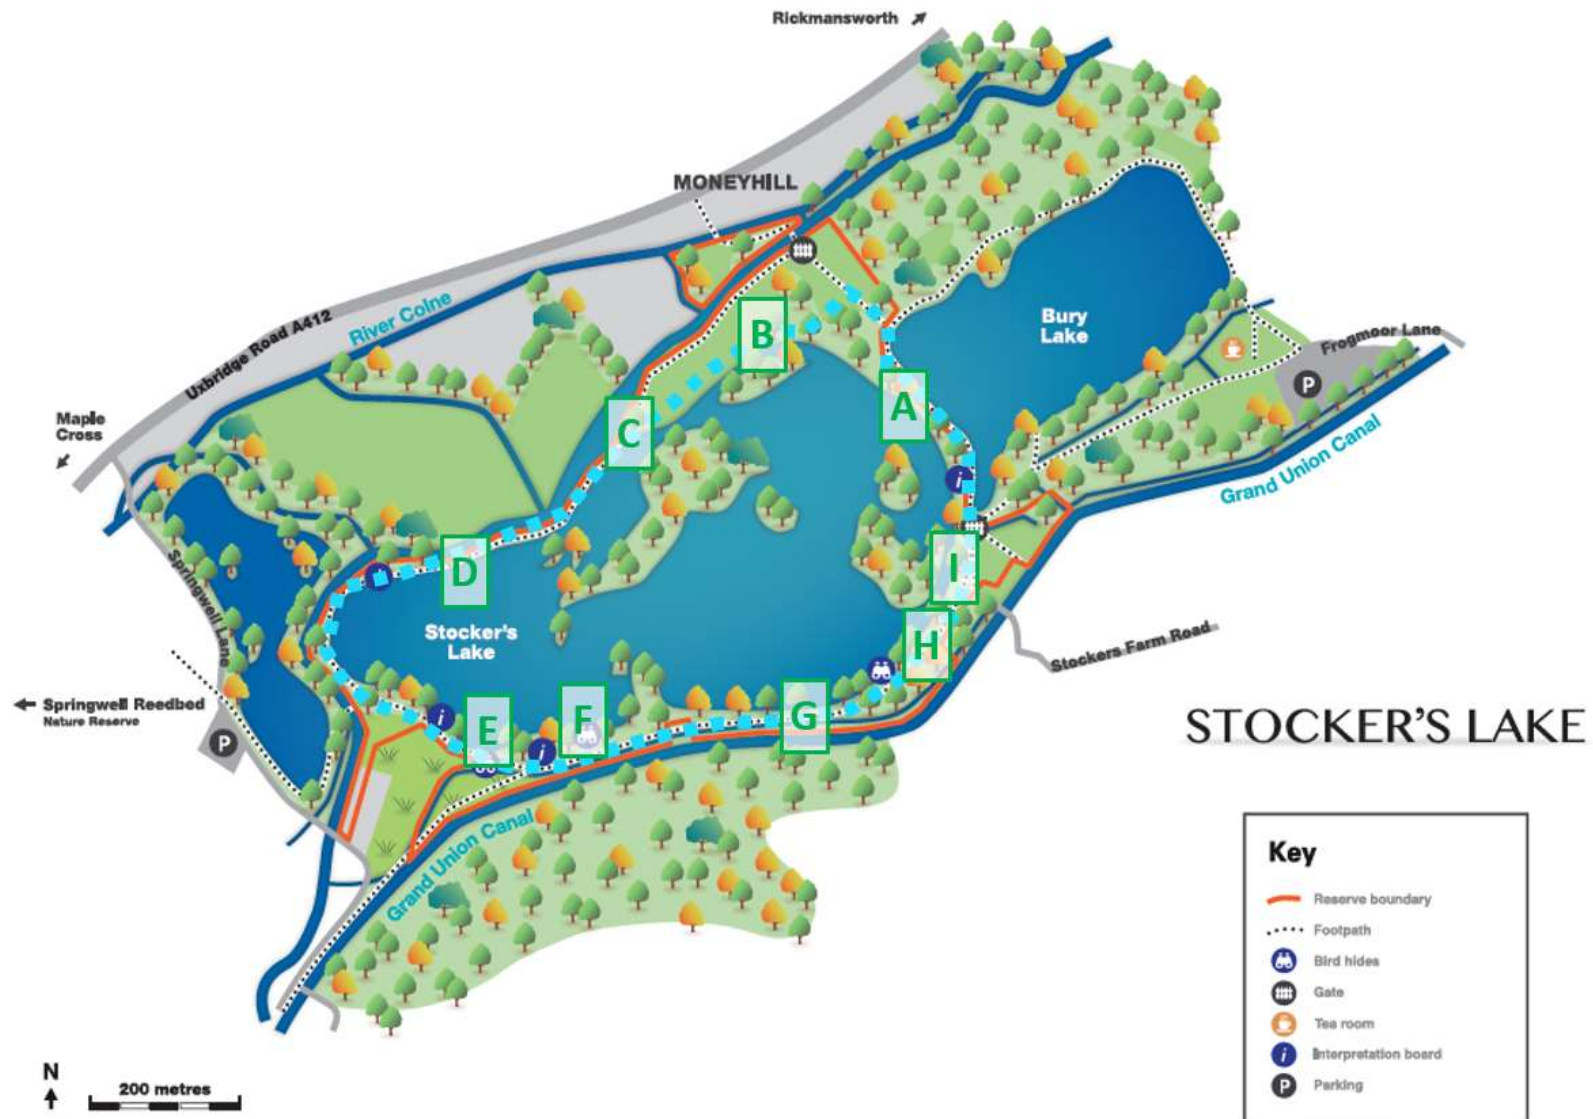 Rickmansworth
MONEYHILL
River Colne
Uxbridge Road A412
Maple
Cross
B
Bury
Lake
Frogmoor Lane
P
A
C
i
Grand Union Canal
D
I
Springwell Lane
Stocker's
Lake
H
Stockers Farm Road
Springwell Reedbed
Nature Reserve
P
i
E
F
G
i
STOCKER'S LAKE
Grand Union Canal
Key
Reserve boundary
Footpath
Bird hides
Gate
Tea room
i Interpretation board
P Parking
N
200 metres